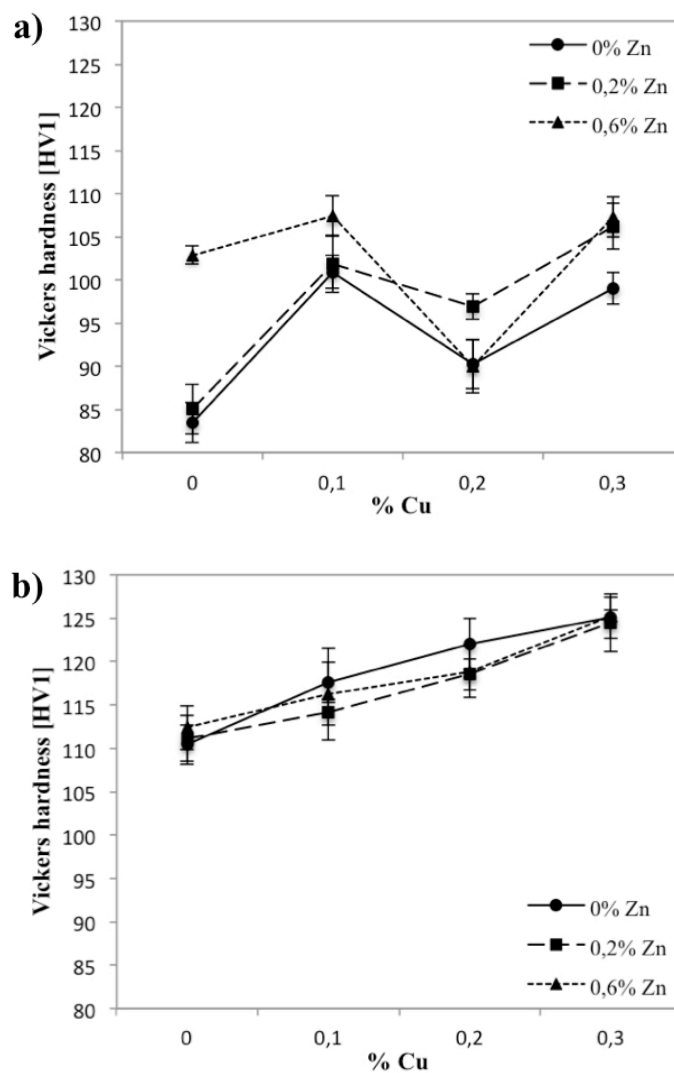 a)
Vickers hardness [HV1]
130
125
120
115
110
105
100
95
90
85
80
0% Zn
0,2% Zn
0,6% Zn
0 0,1 0,2 0,3
% Cu
b)
Vickers hardness [HV1]
130
125
120
115
110
105
100
95
90
85
80
0% Zn
0,2% Zn
0,6% Zn
0 0,1 0,2 0,3
% Cu